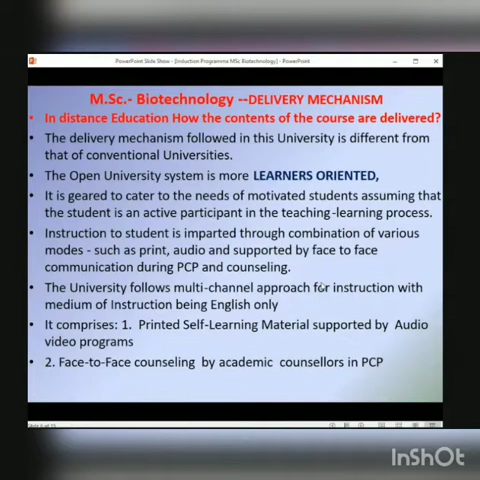 PowerPoint Slide Show - [Induction Programma MSc Biotechnology] - PowerPoint
M.Sc.- Biotechnology --DELIVERY MECHANISM
• In distance Education How the contents of the course are delivered?
• The delivery mechanism followed in this University is different from
that of conventional Universities.
• The Open University system is more LEARNERS ORIENTED,
• It is geared to cater to the needs of motivated students assuming that
the student is an active participant in the teaching-learning process.
• Instruction to student is imparted through combination of various
modes - such as print, audio and supported by face to face
communication during PCP and counseling.
• The University follows multi-channel approach for instruction with
medium of Instruction being English only
• It comprises: 1. Printed Self-Learning Material supported by Audio
video programs
• 2. Face-to-Face counseling by academic counsellors in PCP
InShOt